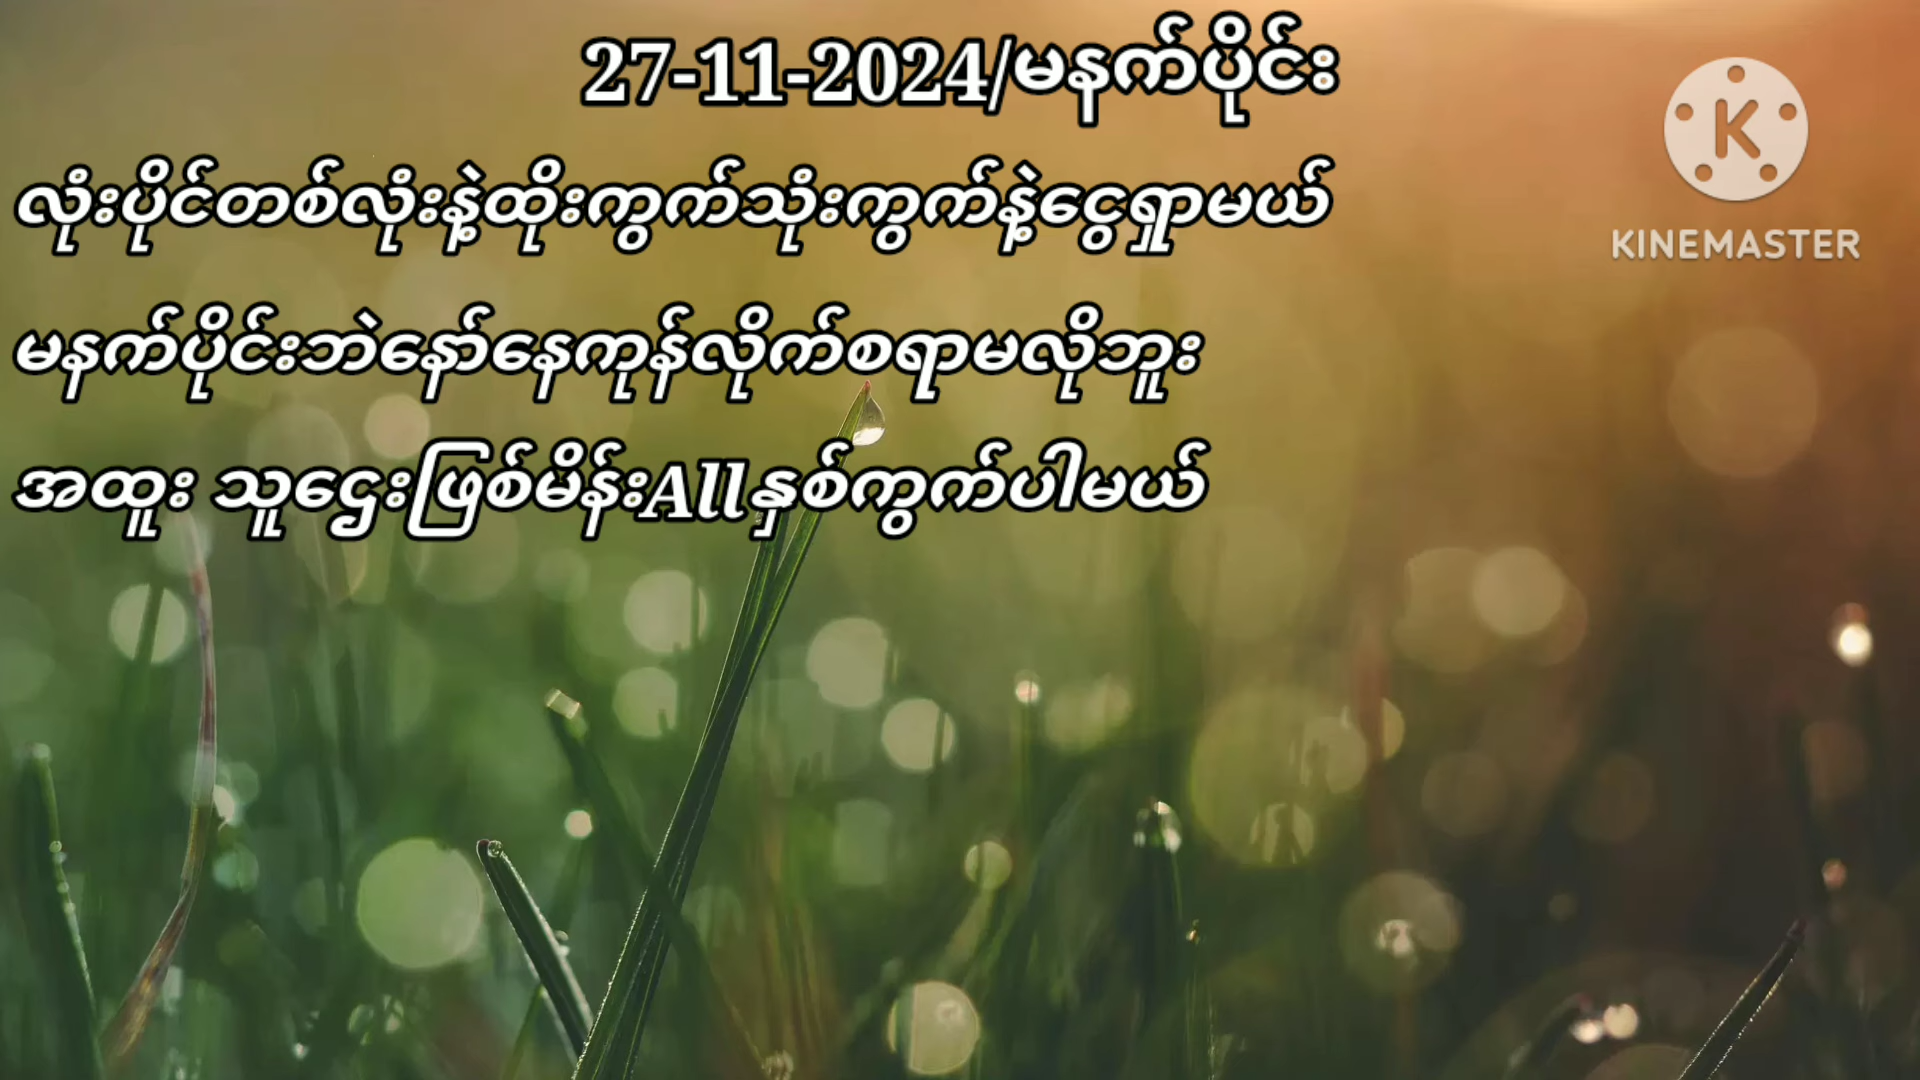 27-11-2024/မနက်ပိုင်း
လုံးပိုင်တစ်လုံးနဲ့ထိုးကွက်သုံးကွက်နဲ့ငွေရှာမယ်
မနက်ပိုင်းဘဲနော်နေကုန်လိုက်စရာမလိုဘူး
အထူး သူဌေးဖြစ်မိန်းAllနှစ်ကွက်ပါမယ်
K
KINEMASTER